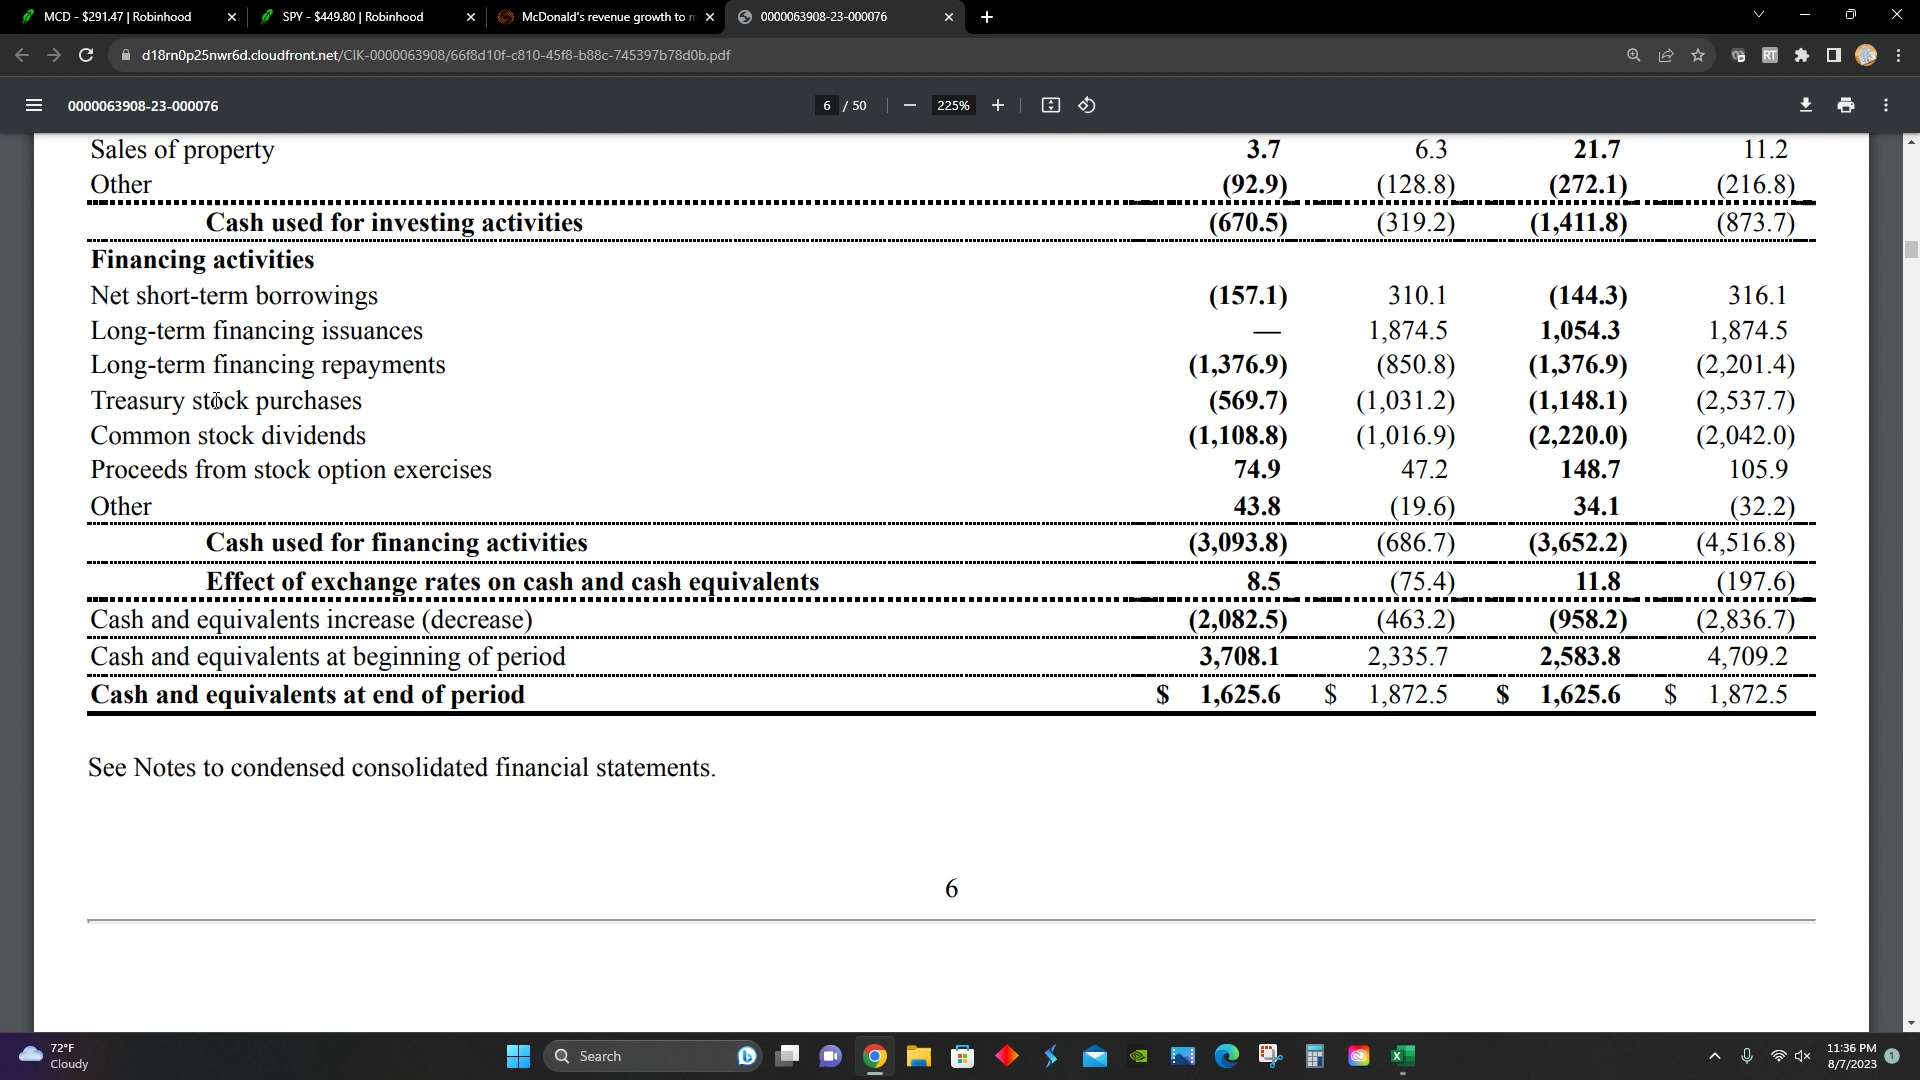 MCD - $291.47 | Robinhood
SPY - $449.80 | Robinhood
McDonald's revenue growth to
0000063908-23-000076
d18rn0p25nwr6d.cloudfront.net/CIK-0000063908/66f8d10f-c810-45f8-b88c-745397b78d0b.pdf
RT
0000063908-23-000076
6 / 50
225%
Sales of property 3.7 6.3 21.7 11.2
Other (92.9) (128.8) (272.1) (216.8)
Cash used for investing activities (670.5) (319.2) (1,411.8) (873.7)
Financing activities
Net short-term borrowings (157.1) 310.1 (144.3) 316.1
Long-term financing issuances — 1,874.5 1,054.3 1,874.5
Long-term financing repayments (1,376.9) (850.8) (1,376.9) (2,201.4)
Treasury stock purchases (569.7) (1,031.2) (1,148.1) (2,537.7)
Common stock dividends (1,108.8) (1,016.9) (2,220.0) (2,042.0)
Proceeds from stock option exercises 74.9 47.2 148.7 105.9
Other 43.8 (19.6) 34.1 (32.2)
Cash used for financing activities (3,093.8) (686.7) (3,652.2) (4,516.8)
Effect of exchange rates on cash and cash equivalents 8.5 (75.4) 11.8 (197.6)
Cash and equivalents increase (decrease) (2,082.5) (463.2) (958.2) (2,836.7)
Cash and equivalents at beginning of period 3,708.1 2,335.7 2,583.8 4,709.2
Cash and equivalents at end of period $ 1,625.6 $ 1,872.5 $ 1,625.6 $ 1,872.5
See Notes to condensed consolidated financial statements.
6
72°F
Cloudy
Search
11:36 PM
8/7/2023
1